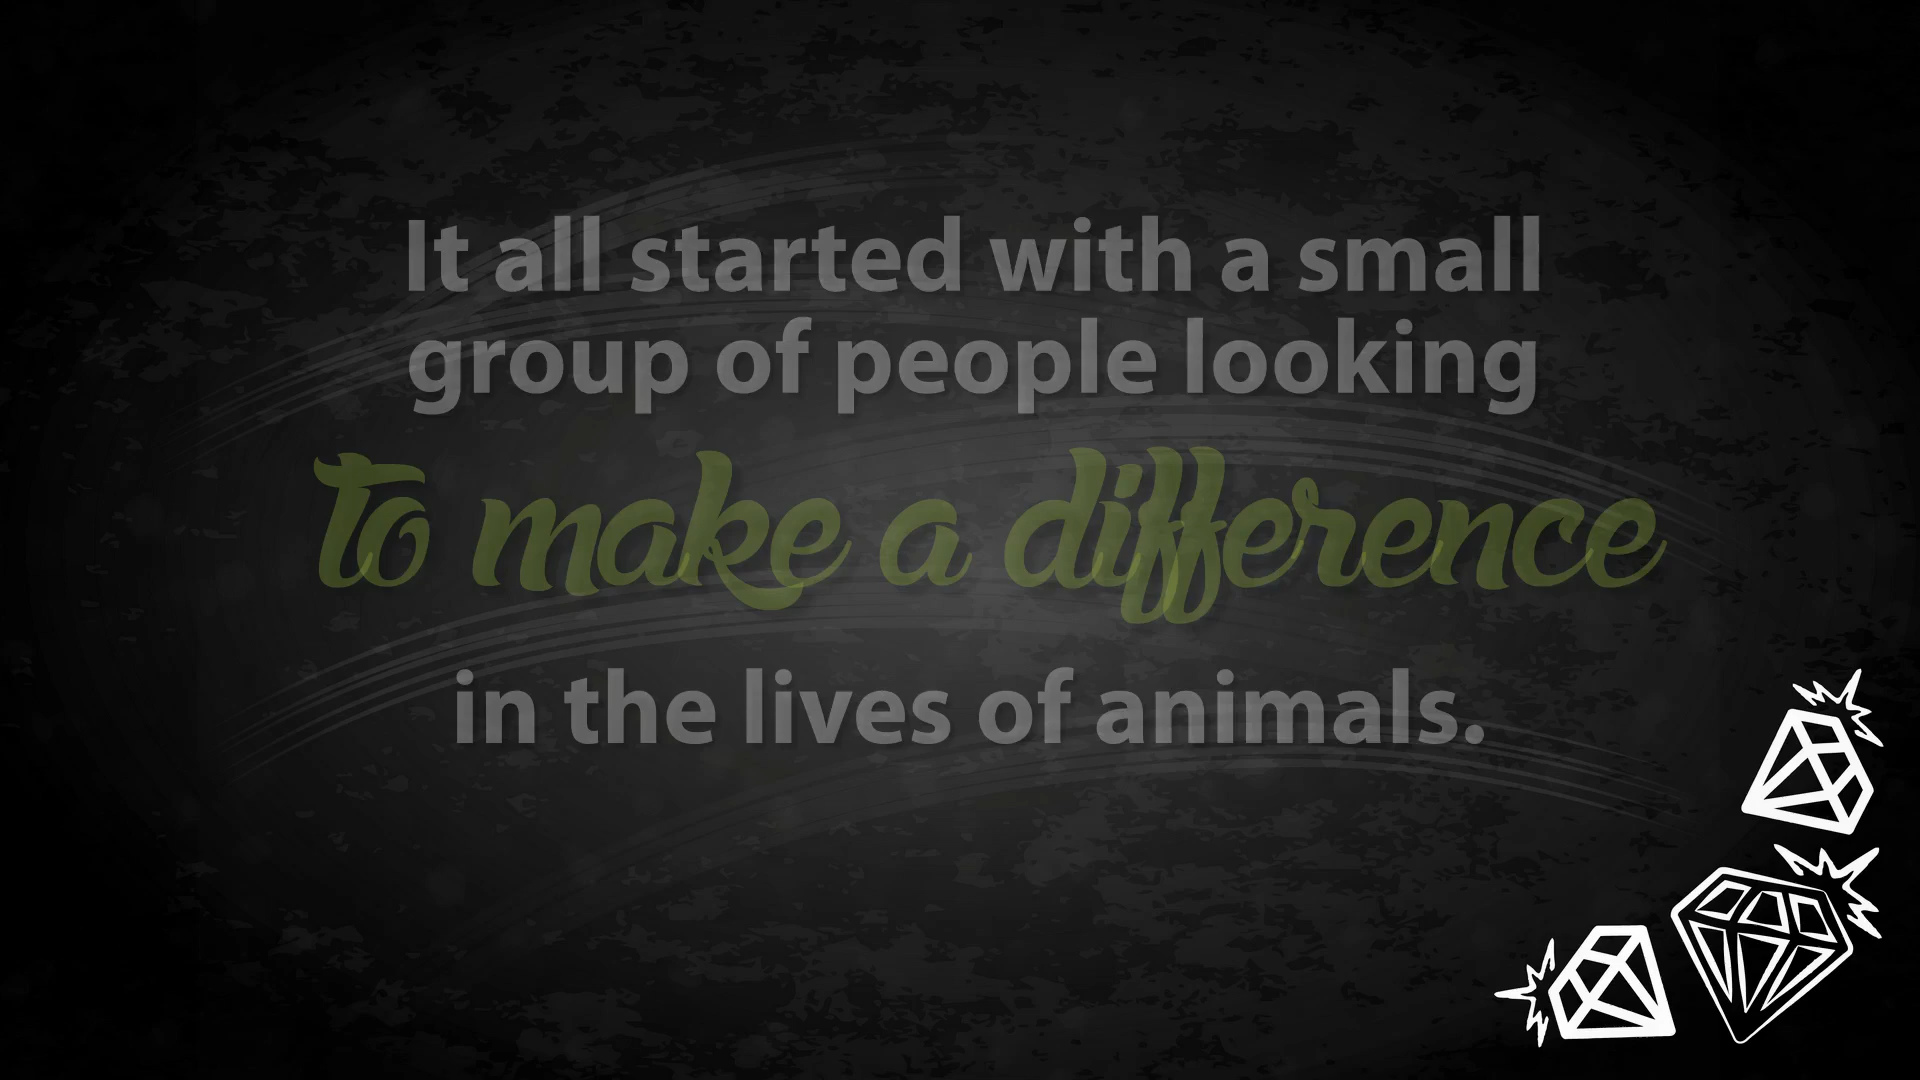 It all started with a small
group of people looking
to make a difference
in the lives of animals.